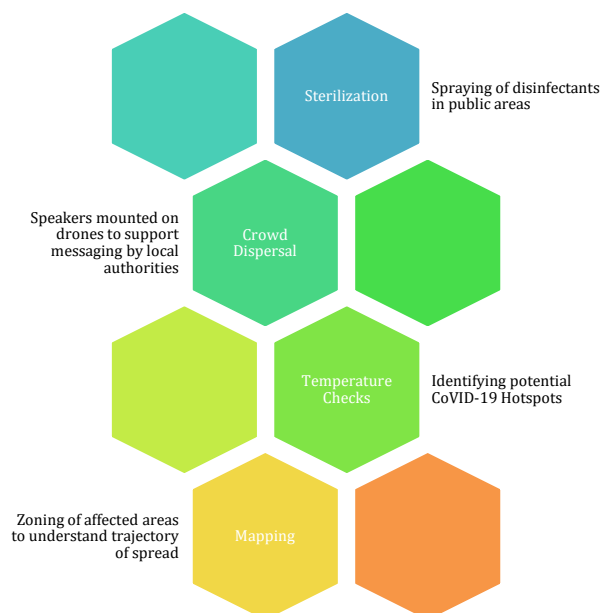 Sterilization
Spraying of disinfectants
in public areas
Speakers mounted on
drones to support
messaging by local
authorities
Crowd
Dispersal
Temperature
Checks
Identifying potential
CoVID-19 Hotspots
Zoning of affected areas
to understand trajectory
of spread
Mapping